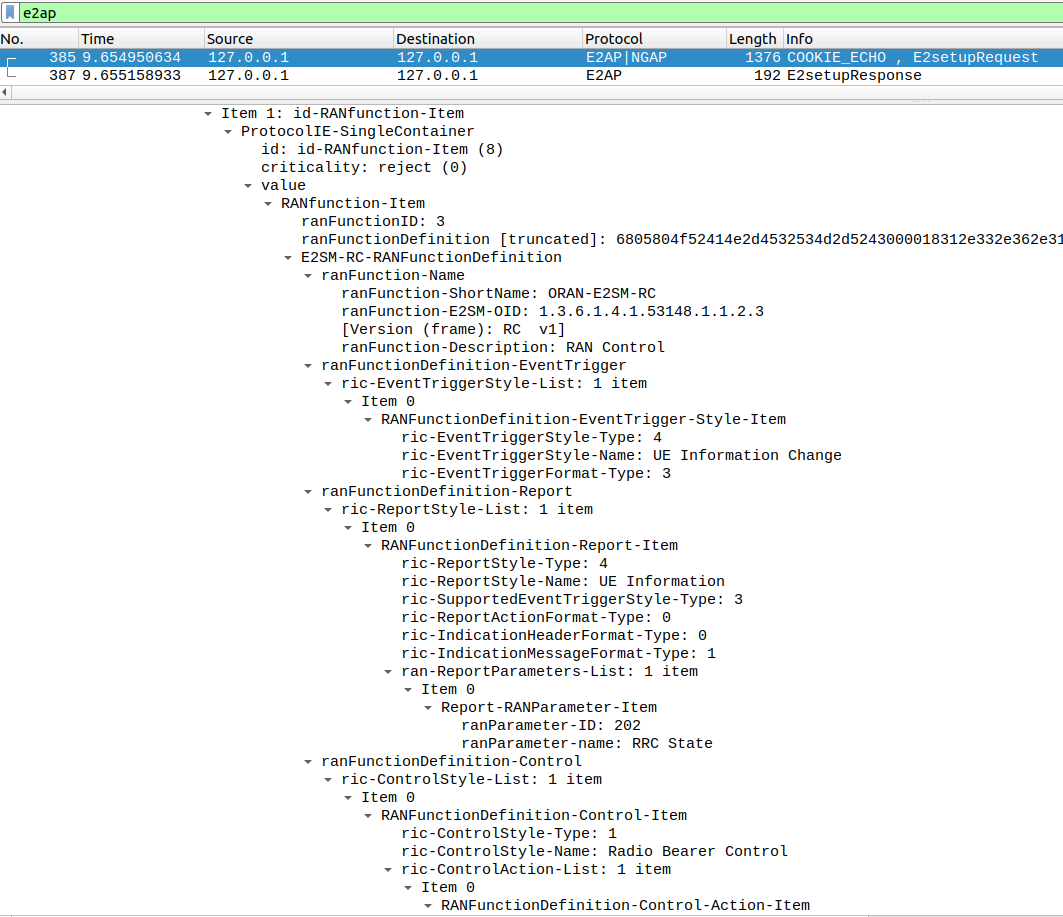 e2ap
No. Time Source Destination Protocol Length Info
385 9.654950634 127.0.0.1 127.0.0.1 E2AP|NGAP 1376 COOKIE_ECHO , E2setupRequest
387 9.655158933 127.0.0.1 127.0.0.1 E2AP 192 E2setupResponse
Item 1: id-RANfunction-Item
ProtocolIE-SingleContainer
id: id-RANfunction-Item (8)
criticality: reject (0)
value
RANfunction-Item
ranFunctionID: 3
ranFunctionDefinition [truncated]: 6805804f52414e2d4532534d2d5243000018312e332e362e31
E2SM-RC-RANFunctionDefinition
ranFunction-Name
ranFunction-ShortName: ORAN-E2SM-RC
ranFunction-E2SM-OID: 1.3.6.1.4.1.53148.1.1.2.3
[Version (frame): RC  v1]
ranFunction-Description: RAN Control
ranFunctionDefinition-EventTrigger
ric-EventTriggerStyle-List: 1 item
Item 0
RANFunctionDefinition-EventTrigger-Style-Item
ric-EventTriggerStyle-Type: 4
ric-EventTriggerStyle-Name: UE Information Change
ric-EventTriggerFormat-Type: 3
ranFunctionDefinition-Report
ric-ReportStyle-List: 1 item
Item 0
RANFunctionDefinition-Report-Item
ric-ReportStyle-Type: 4
ric-ReportStyle-Name: UE Information
ric-SupportedEventTriggerStyle-Type: 3
ric-ReportActionFormat-Type: 0
ric-IndicationHeaderFormat-Type: 0
ric-IndicationMessageFormat-Type: 1
ran-ReportParameters-List: 1 item
Item 0
Report-RANParameter-Item
ranParameter-ID: 202
ranParameter-name: RRC State
ranFunctionDefinition-Control
ric-ControlStyle-List: 1 item
Item 0
RANFunctionDefinition-Control-Item
ric-ControlStyle-Type: 1
ric-ControlStyle-Name: Radio Bearer Control
ric-ControlAction-List: 1 item
Item 0
RANFunctionDefinition-Control-Action-Item